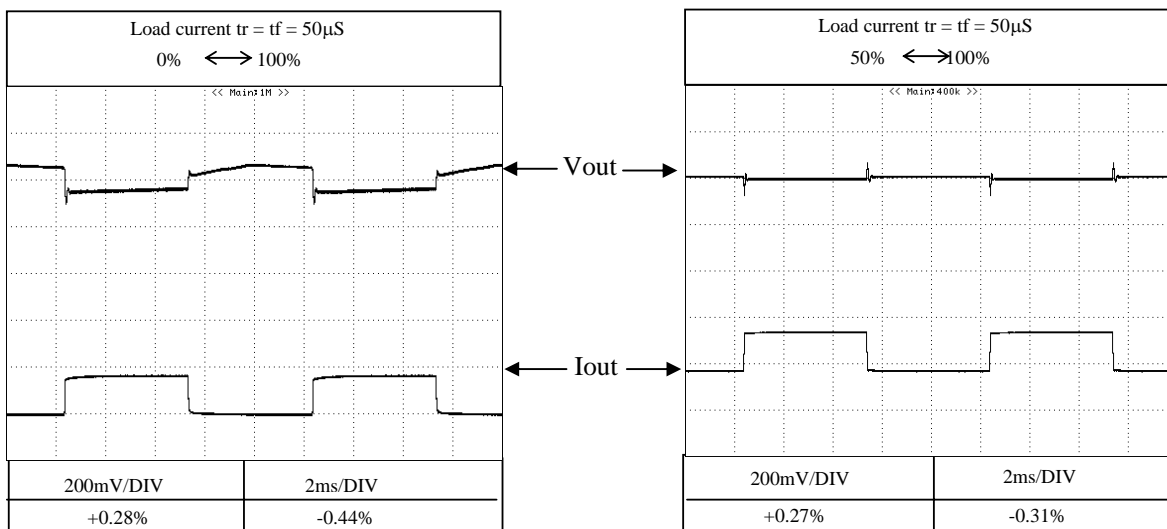 Load current tr = tf = 50μS
0% ⟷ 100%
<< Main:1M >>
200mV/DIV 2ms/DIV
+0.28% -0.44%
Vout
Iout
Load current tr = tf = 50μS
50% ⟷ 100%
<< Main:400k >>
200mV/DIV 2ms/DIV
+0.27% -0.31%